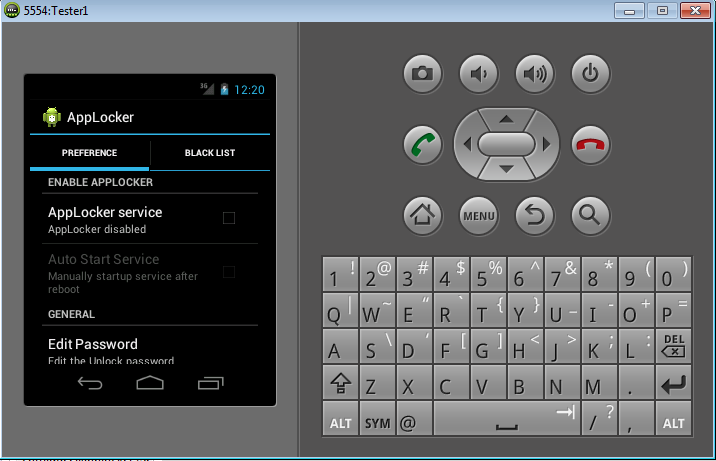 5554:Tester1
3G 12:20
AppLocker
PREFERENCE BLACK LIST
ENABLE APPLOCKER
AppLocker service
AppLocker disabled
Auto Start Service
Manually startup service after
reboot
GENERAL
Edit Password
Edit the Unlock password
MENU
1 ! 2 @ 3 # 4 $ 5 % 6 ^ 7 & 8 * 9 ( 0 )
Q | W ~ E “ R ` T { Y } U _ I - O + P =
A S \ D ‘ F [ G ] H < J > K ; L : DEL
Z X C V B N M .
ALT SYM @ / ? , ALT